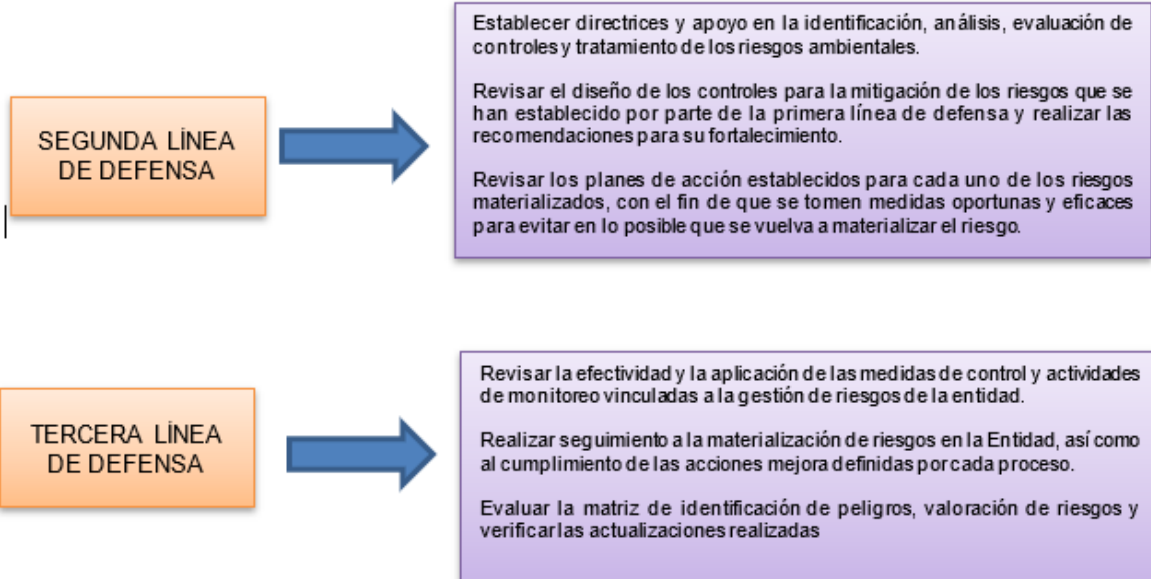 SEGUNDA LÍNEA
DE DEFENSA
Establecer directrices y apoyo en la identificación, análisis, evaluación de
controles y tratamiento de los riesgos ambientales.
Revisar el diseño de los controles para la mitigación de los riesgos que se
han establecido por parte de la primera línea de defensa y realizar las
recomendaciones para su fortalecimiento.
Revisar los planes de acción establecidos para cada uno de los riesgos
materializados, con el fin de que se tomen medidas oportunas y eficaces
para evitar en lo posible que se vuelva a materializar el riesgo.
TERCERA LÍNEA
DE DEFENSA
Revisar la efectividad y la aplicación de las medidas de control y actividades
de monitoreo vinculadas a la gestión de riesgos de la entidad.
Realizar seguimiento a la materialización de riesgos en la Entidad, así como
al cumplimiento de las acciones mejora definidas por cada proceso.
Evaluar la matriz de identificación de peligros, valoración de riesgos y
verificar las actualizaciones realizadas